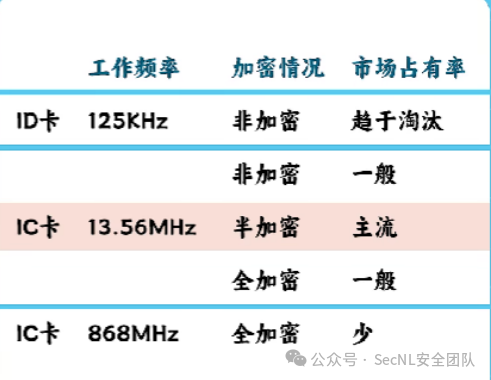 工作频率 加密情况 市场占有率
ID卡 125KHz 非加密 趋于淘汰
非加密 一般
IC卡 13.56MHz 半加密 主流
全加密 一般
IC卡 868MHz 全加密 少
公众号 · SecNL安全团队